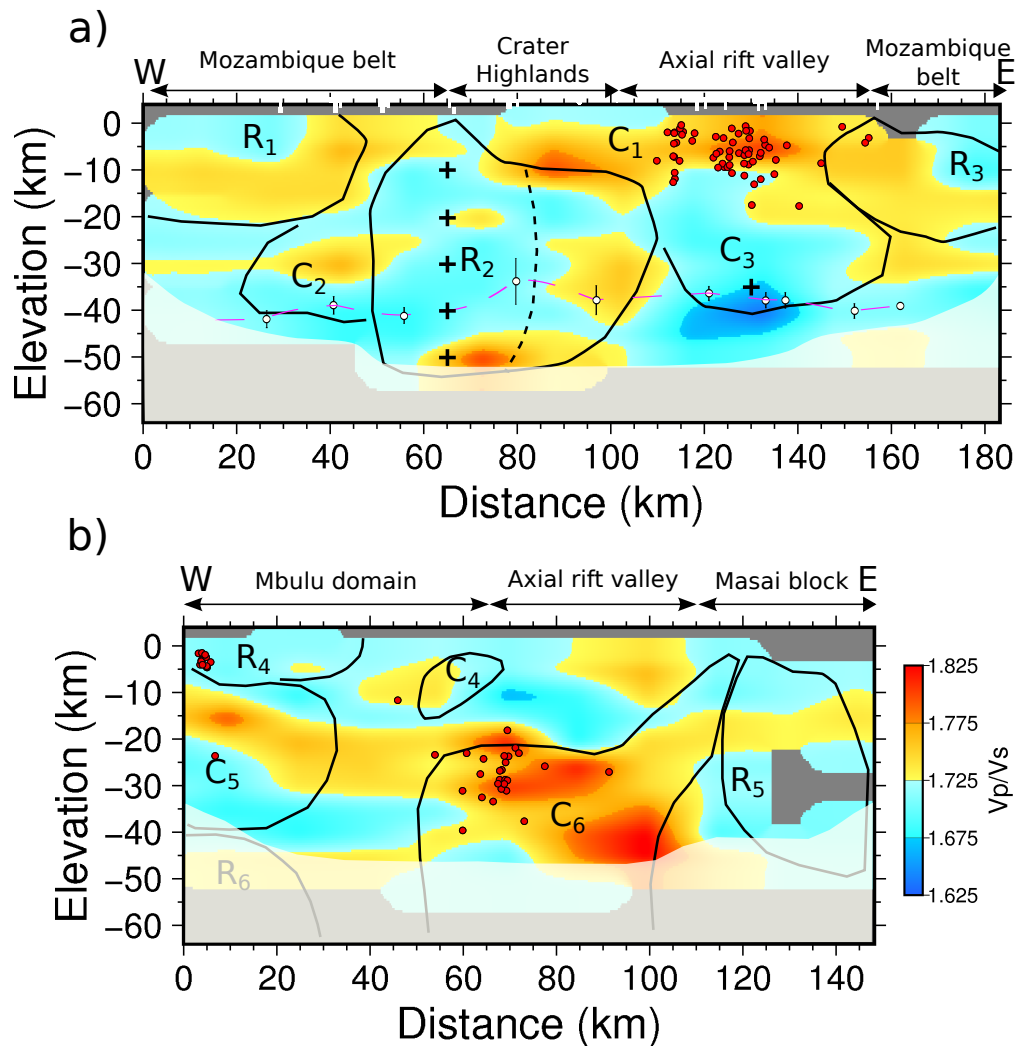 a)
W
Mozambique belt
Crater
Highlands
Axial rift valley
Mozambique
belt
E
Elevation (km)
0
−10
−20
−30
−40
−50
−60
R1
C1
R3
C2
R2
C3
0 20 40 60 80 100 120 140 160 180
Distance (km)
b)
W
Mbulu domain
Axial rift valley
Masai block
E
Elevation (km)
0
−10
−20
−30
−40
−50
−60
R4
C4
C5
R5
C6
R6
0 20 40 60 80 100 120 140
Distance (km)
1.825
1.775
1.725
1.675
1.625
Vp/Vs